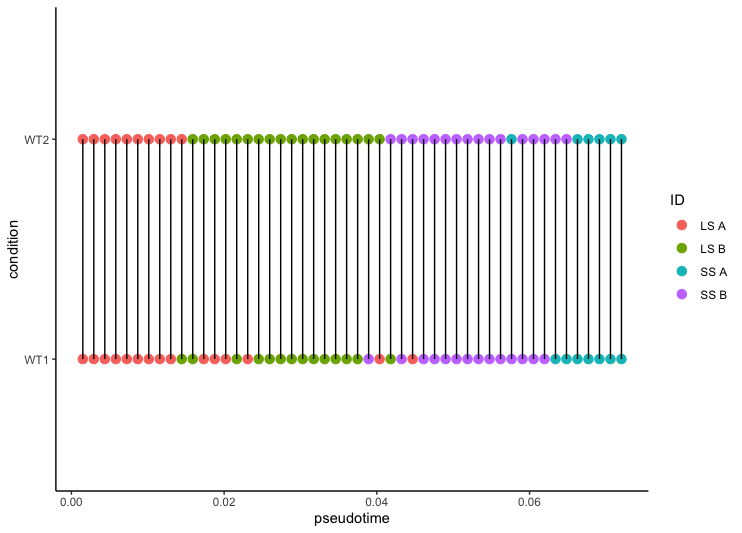 condition
WT2
WT1
0.00 0.02 0.04 0.06
pseudotime
ID
LS A
LS B
SS A
SS B